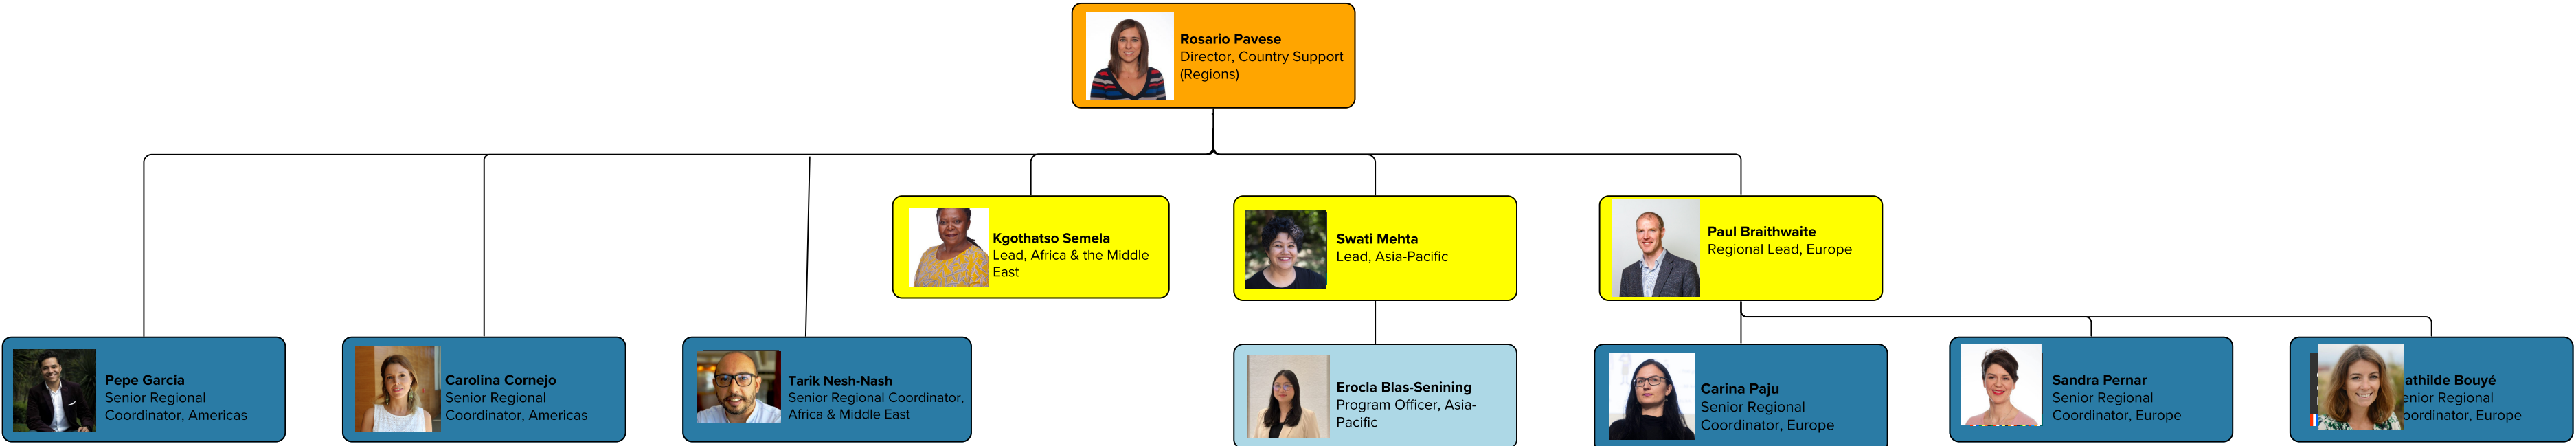 Rosario Pavese
Director, Country Support
(Regions)
Kgothatso Semela
Lead, Africa & the Middle
East
Swati Mehta
Lead, Asia-Pacific
Paul Braithwaite
Regional Lead, Europe
Pepe Garcia
Senior Regional
Coordinator, Americas
Carolina Cornejo
Senior Regional
Coordinator, Americas
Tarik Nesh-Nash
Senior Regional Coordinator,
Africa & Middle East
Erocla Blas-Senining
Program Officer, Asia-
Pacific
Carina Paju
Senior Regional
Coordinator, Europe
Sandra Pernar
Senior Regional
Coordinator, Europe
athilde Bouyé
enior Regional
oordinator, Europe